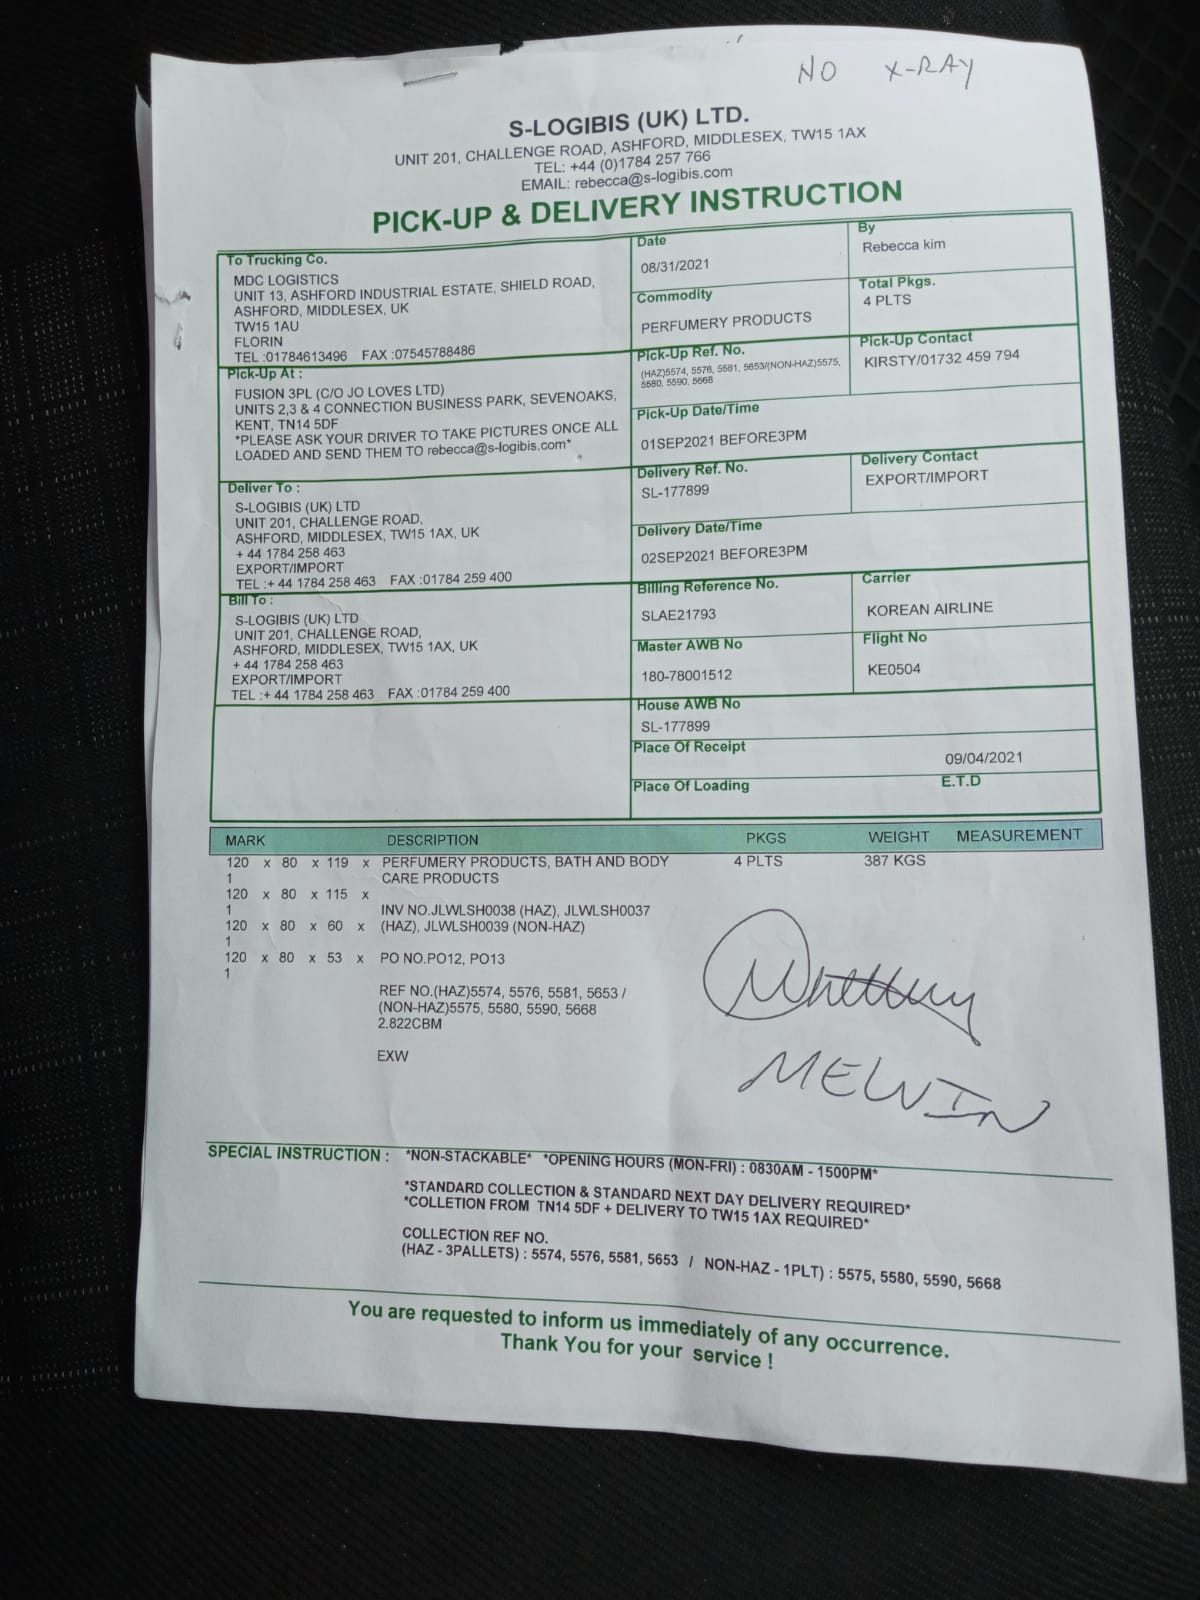 NO X-RAY
S-LOGIBIS (UK) LTD.
UNIT 201, CHALLENGE ROAD, ASHFORD, MIDDLESEX, TW15 1AX
TEL: +44 (0)1784 257 766
EMAIL: rebecca@s-logibis.com
PICK-UP & DELIVERY INSTRUCTION
To Trucking Co.
MDC LOGISTICS
UNIT 13, ASHFORD INDUSTRIAL ESTATE, SHIELD ROAD,
ASHFORD, MIDDLESEX, UK
TW15 1AU
FLORIN
TEL :01784613496 FAX :07545788486
Date
08/31/2021
By
Rebecca kim
Commodity
PERFUMERY PRODUCTS
Total Pkgs.
4 PLTS
Pick-Up At :
FUSION 3PL (C/O JO LOVES LTD)
UNITS 2,3 & 4 CONNECTION BUSINESS PARK, SEVENOAKS,
KENT, TN14 5DF
*PLEASE ASK YOUR DRIVER TO TAKE PICTURES ONCE ALL
LOADED AND SEND THEM TO rebecca@s-logibis.com*
Pick-Up Ref. No.
(HAZ)5574, 5576, 5581, 5653/(NON-HAZ)5575,
5580, 5590, 5668
Pick-Up Contact
KIRSTY/01732 459 794
Pick-Up Date/Time
01SEP2021 BEFORE3PM
Deliver To :
S-LOGIBIS (UK) LTD
UNIT 201, CHALLENGE ROAD,
ASHFORD, MIDDLESEX, TW15 1AX, UK
+ 44 1784 258 463
EXPORT/IMPORT
TEL :+ 44 1784 258 463 FAX :01784 259 400
Delivery Ref. No.
SL-177899
Delivery Contact
EXPORT/IMPORT
Delivery Date/Time
02SEP2021 BEFORE3PM
Bill To :
S-LOGIBIS (UK) LTD
UNIT 201, CHALLENGE ROAD,
ASHFORD, MIDDLESEX, TW15 1AX, UK
+ 44 1784 258 463
EXPORT/IMPORT
TEL :+ 44 1784 258 463 FAX :01784 259 400
Billing Reference No.
SLAE21793
Carrier
KOREAN AIRLINE
Master AWB No
180-78001512
Flight No
KE0504
House AWB No
SL-177899
Place Of Receipt
09/04/2021
Place Of Loading E.T.D
MARK DESCRIPTION PKGS WEIGHT MEASUREMENT
120 x 80 x 119 x PERFUMERY PRODUCTS, BATH AND BODY 4 PLTS 387 KGS
1 CARE PRODUCTS
120 x 80 x 115 x
1 INV NO.JLWLSH0038 (HAZ), JLWLSH0037
120 x 80 x 60 x (HAZ), JLWLSH0039 (NON-HAZ)
1
120 x 80 x 53 x PO NO.PO12, PO13
1
REF NO.(HAZ)5574, 5576, 5581, 5653 /
(NON-HAZ)5575, 5580, 5590, 5668
2.822CBM
EXW
MELVIN
SPECIAL INSTRUCTION : *NON-STACKABLE* *OPENING HOURS (MON-FRI) : 0830AM - 1500PM*
*STANDARD COLLECTION & STANDARD NEXT DAY DELIVERY REQUIRED*
*COLLETION FROM TN14 5DF + DELIVERY TO TW15 1AX REQUIRED*
COLLECTION REF NO.
(HAZ - 3PALLETS) : 5574, 5576, 5581, 5653 / NON-HAZ - 1PLT) : 5575, 5580, 5590, 5668
You are requested to inform us immediately of any occurrence.
Thank You for your service !